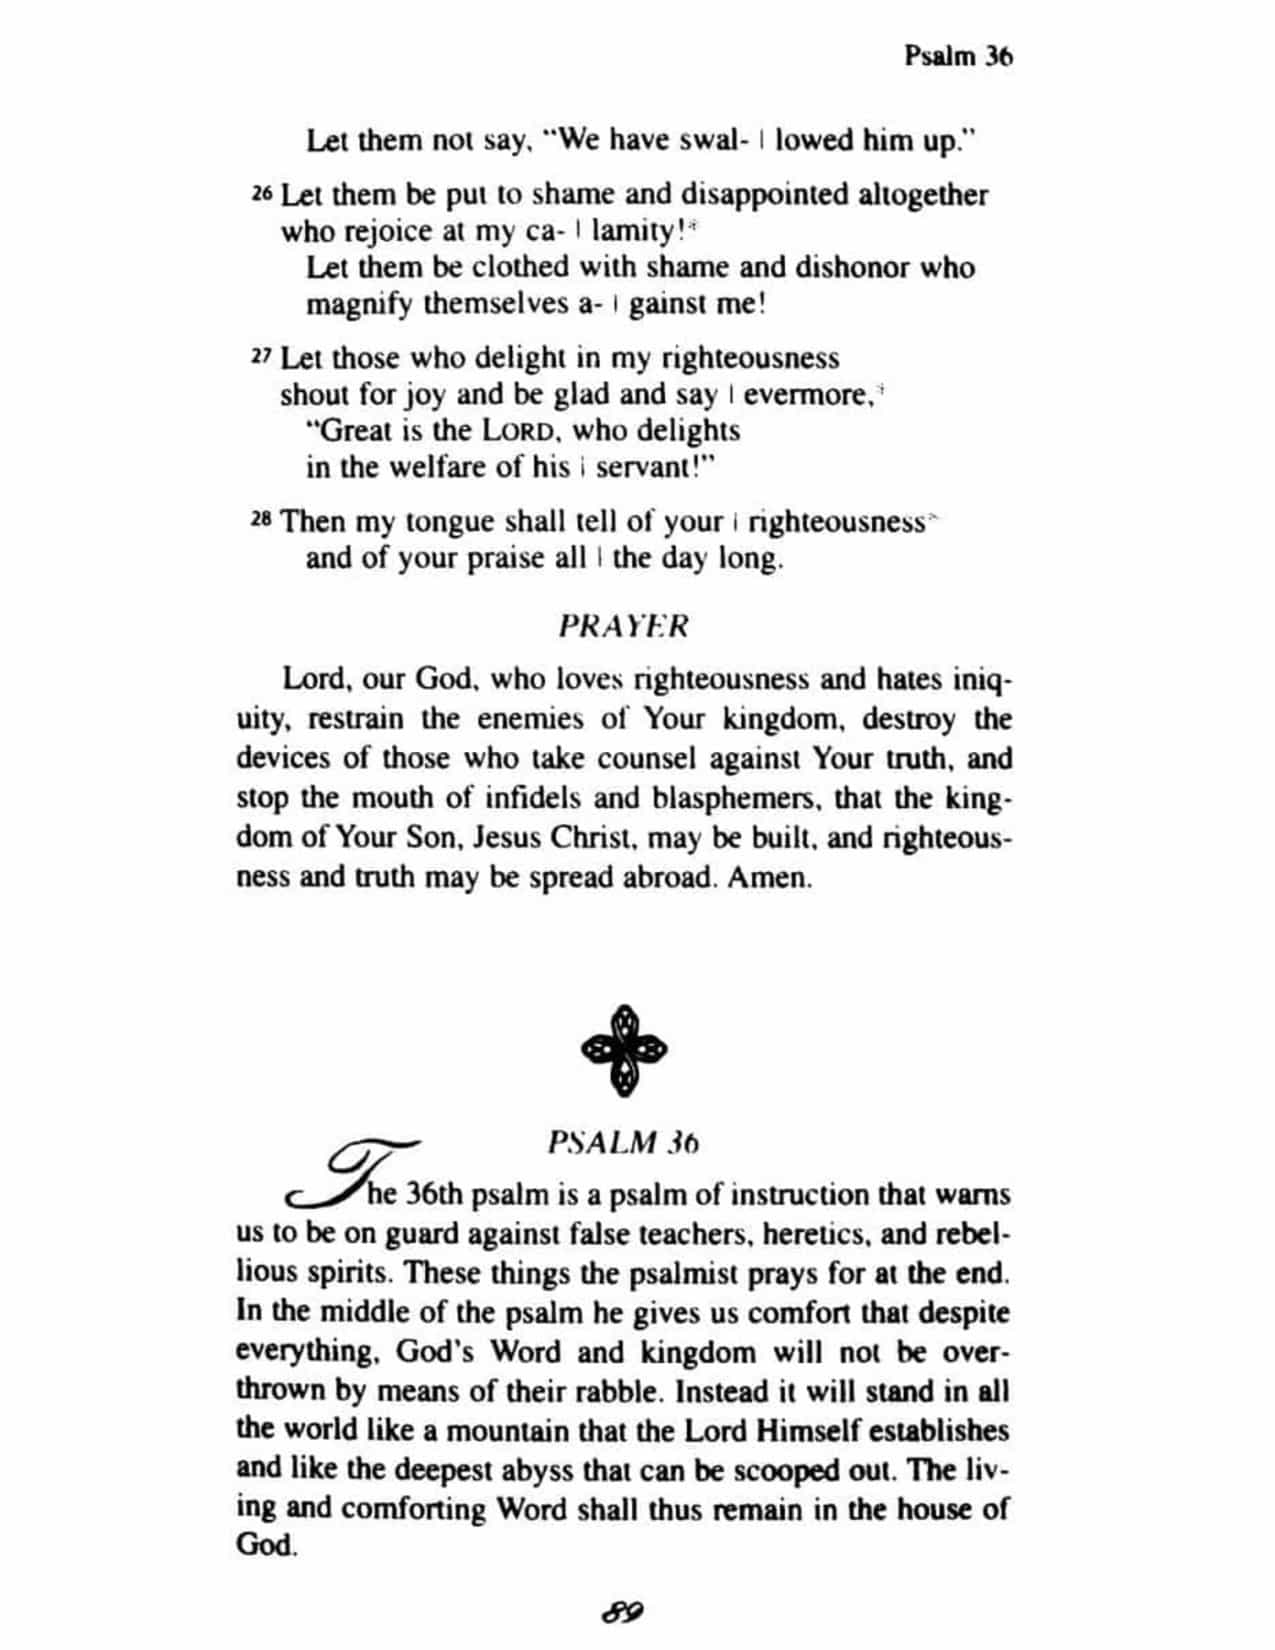 Psalm 36
Let them not say, “We have swal- | lowed him up.”
26 Let them be put to shame and disappointed altogether
who rejoice at my ca- | lamity!*
Let them be clothed with shame and dishonor who
magnify themselves a- | gainst me!
27 Let those who delight in my righteousness
shout for joy and be glad and say | evermore,*
“Great is the LORD, who delights
in the welfare of his | servant!”
28 Then my tongue shall tell of your | righteousness*
and of your praise all | the day long.
PRAYER
Lord, our God, who loves righteousness and hates iniq-
uity, restrain the enemies of Your kingdom, destroy the
devices of those who take counsel against Your truth, and
stop the mouth of infidels and blasphemers, that the king-
dom of Your Son, Jesus Christ, may be built, and righteous-
ness and truth may be spread abroad. Amen.
PSALM 36
The 36th psalm is a psalm of instruction that warns
us to be on guard against false teachers, heretics, and rebel-
lious spirits. These things the psalmist prays for at the end.
In the middle of the psalm he gives us comfort that despite
everything, God's Word and kingdom will not be over-
thrown by means of their rabble. Instead it will stand in all
the world like a mountain that the Lord Himself establishes
and like the deepest abyss that can be scooped out. The liv-
ing and comforting Word shall thus remain in the house of
God.
89